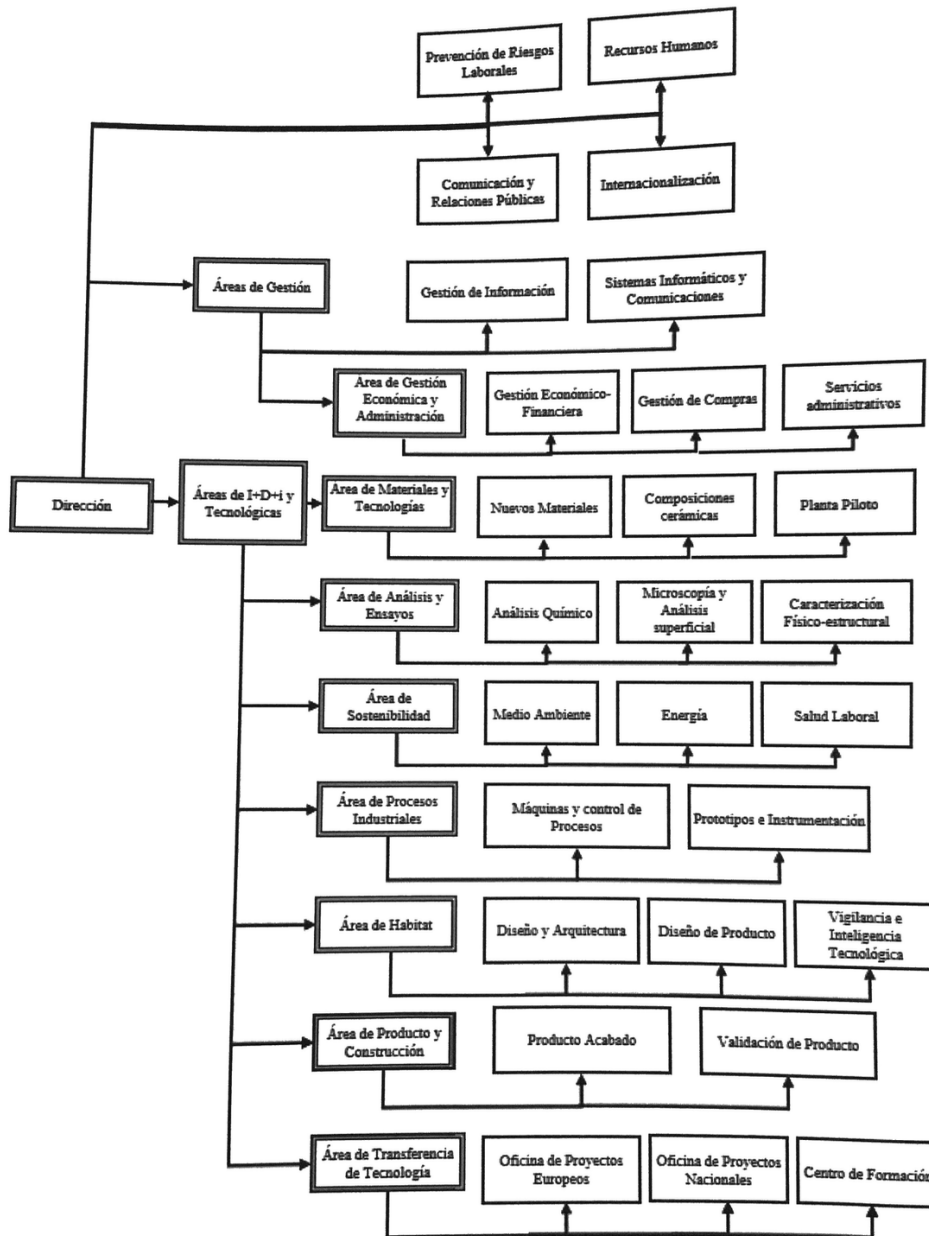 Prevención de Riesgos
Laborales
Recursos Humanos
Comunicación y
Relaciones Públicas
Internacionalización
Áreas de Gestión
Gestión de Información
Sistemas Informáticos y
Comunicaciones
Area de Gestión
Económica y
Administración
Gestión Económico-
Financiera
Gestión de Compras
Servicios
administrativos
Dirección
Áreas de I+D+i y
Tecnológicas
Area de Materiales y
Tecnologías
Nuevos Materiales
Composiciones
cerámicas
Planta Piloto
Área de Análisis y
Ensayos
Análisis Químico
Microscopía y
Análisis
superficial
Caracterización
Físico-estructural
Área de
Sostenibilidad
Medio Ambiente
Energía
Salud Laboral
Área de Procesos
Industriales
Máquinas y control de
Procesos
Prototipos e Instrumentación
Área de Habitat
Diseño y Arquitectura
Diseño de Producto
Vigilancia e
Inteligencia
Tecnológica
Área de Producto y
Construcción
Producto Acabado
Validación de Producto
Área de Transferencia
de Tecnología
Oficina de Proyectos
Europeos
Oficina de Proyectos
Nacionales
Centro de Formación